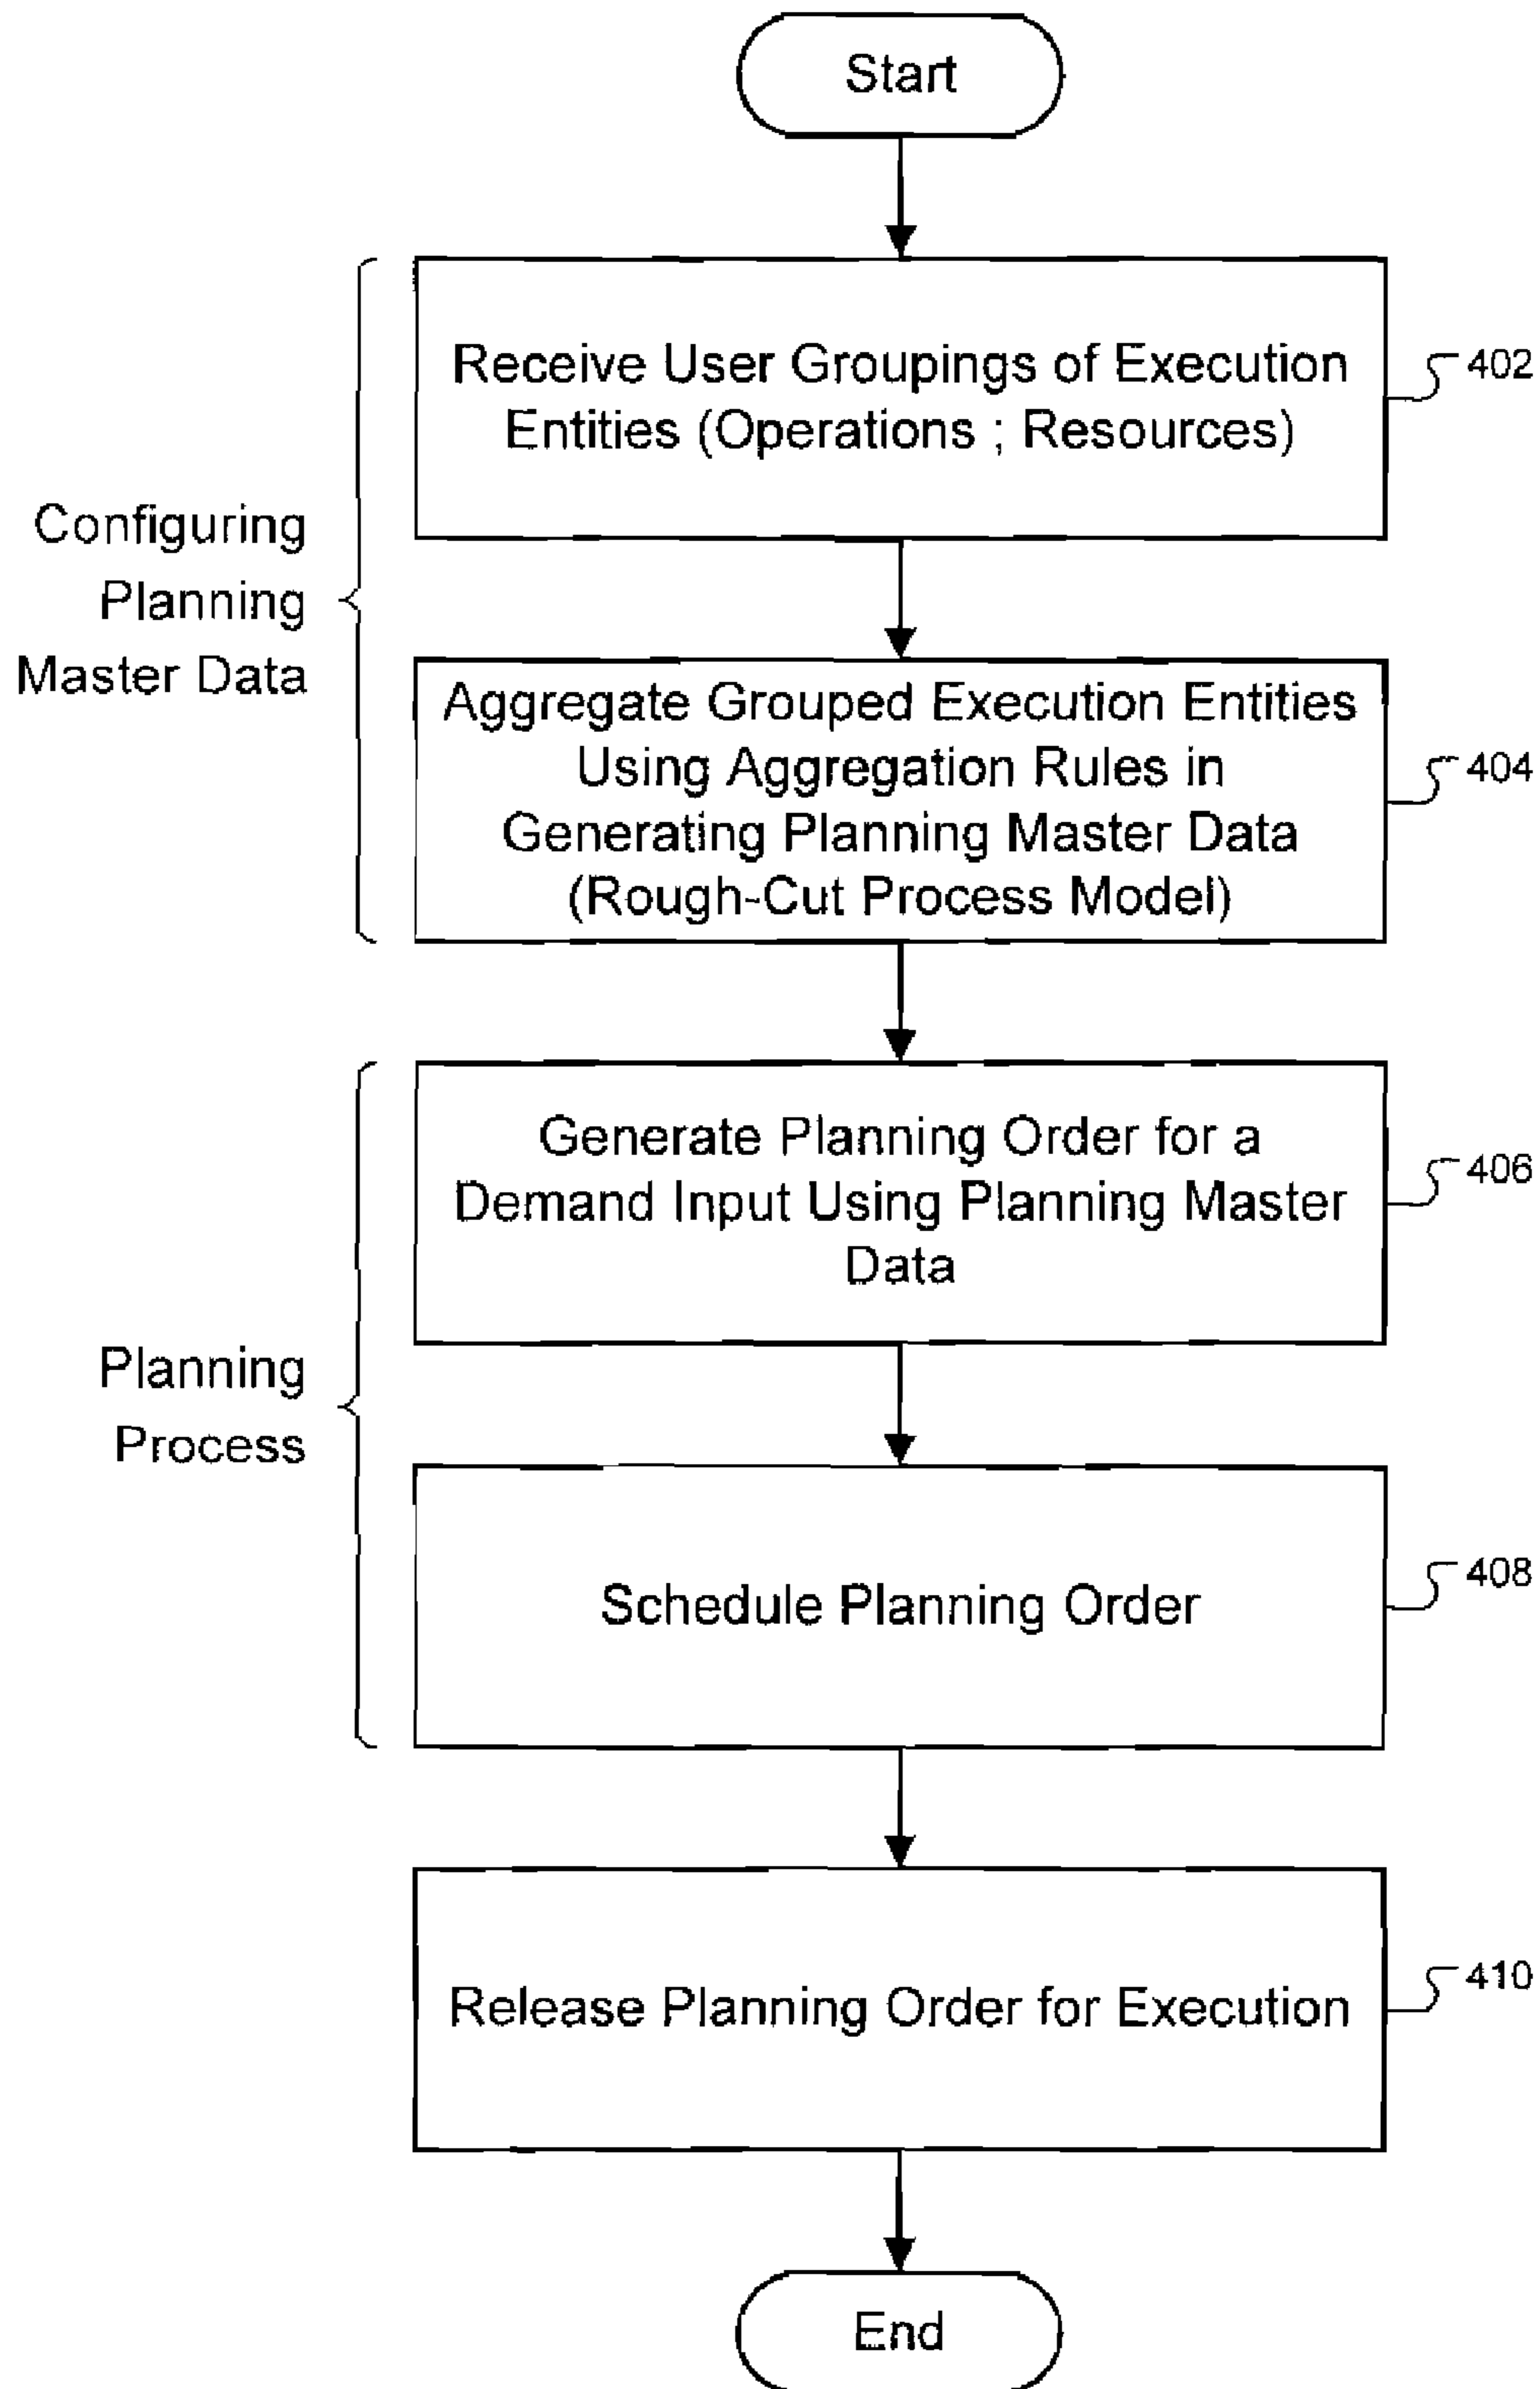 Start
Receive User Groupings of Execution
Entities (Operations ; Resources)
402
Configuring
Planning
Master Data
Aggregate Grouped Execution Entities
Using Aggregation Rules in
Generating Planning Master Data
(Rough-Cut Process Model)
404
Generate Planning Order for a
Demand Input Using Planning Master
Data
406
Planning
Process
Schedule Planning Order
408
Release Planning Order for Execution
410
End